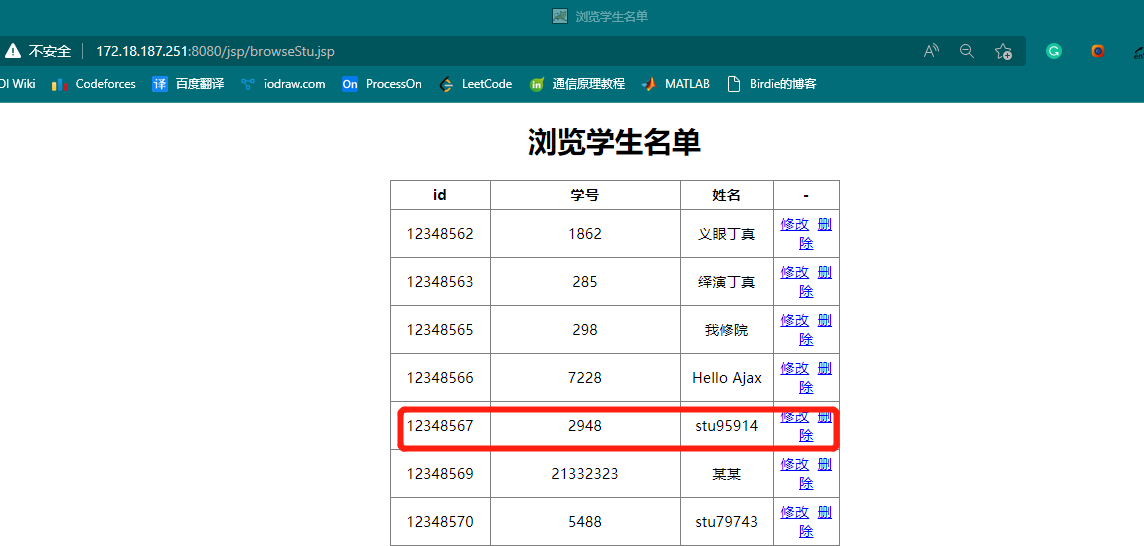 浏览学生名单
不安全 172.18.187.251:8080/jsp/browseStu.jsp
OI Wiki Codeforces 译 百度翻译 iodraw.com On ProcessOn LeetCode in 通信原理教程 MATLAB Birdie的博客
浏览学生名单
id 学号 姓名 -
12348562 1862 义眼丁真 修改 删
除
12348563 285 绎演丁真 修改 删
除
12348565 298 我修院 修改 删
除
12348566 7228 Hello Ajax 修改 删
除
12348567 2948 stu95914 修改 删
除
12348569 21332323 某某 修改 删
除
12348570 5488 stu79743 修改 删
除